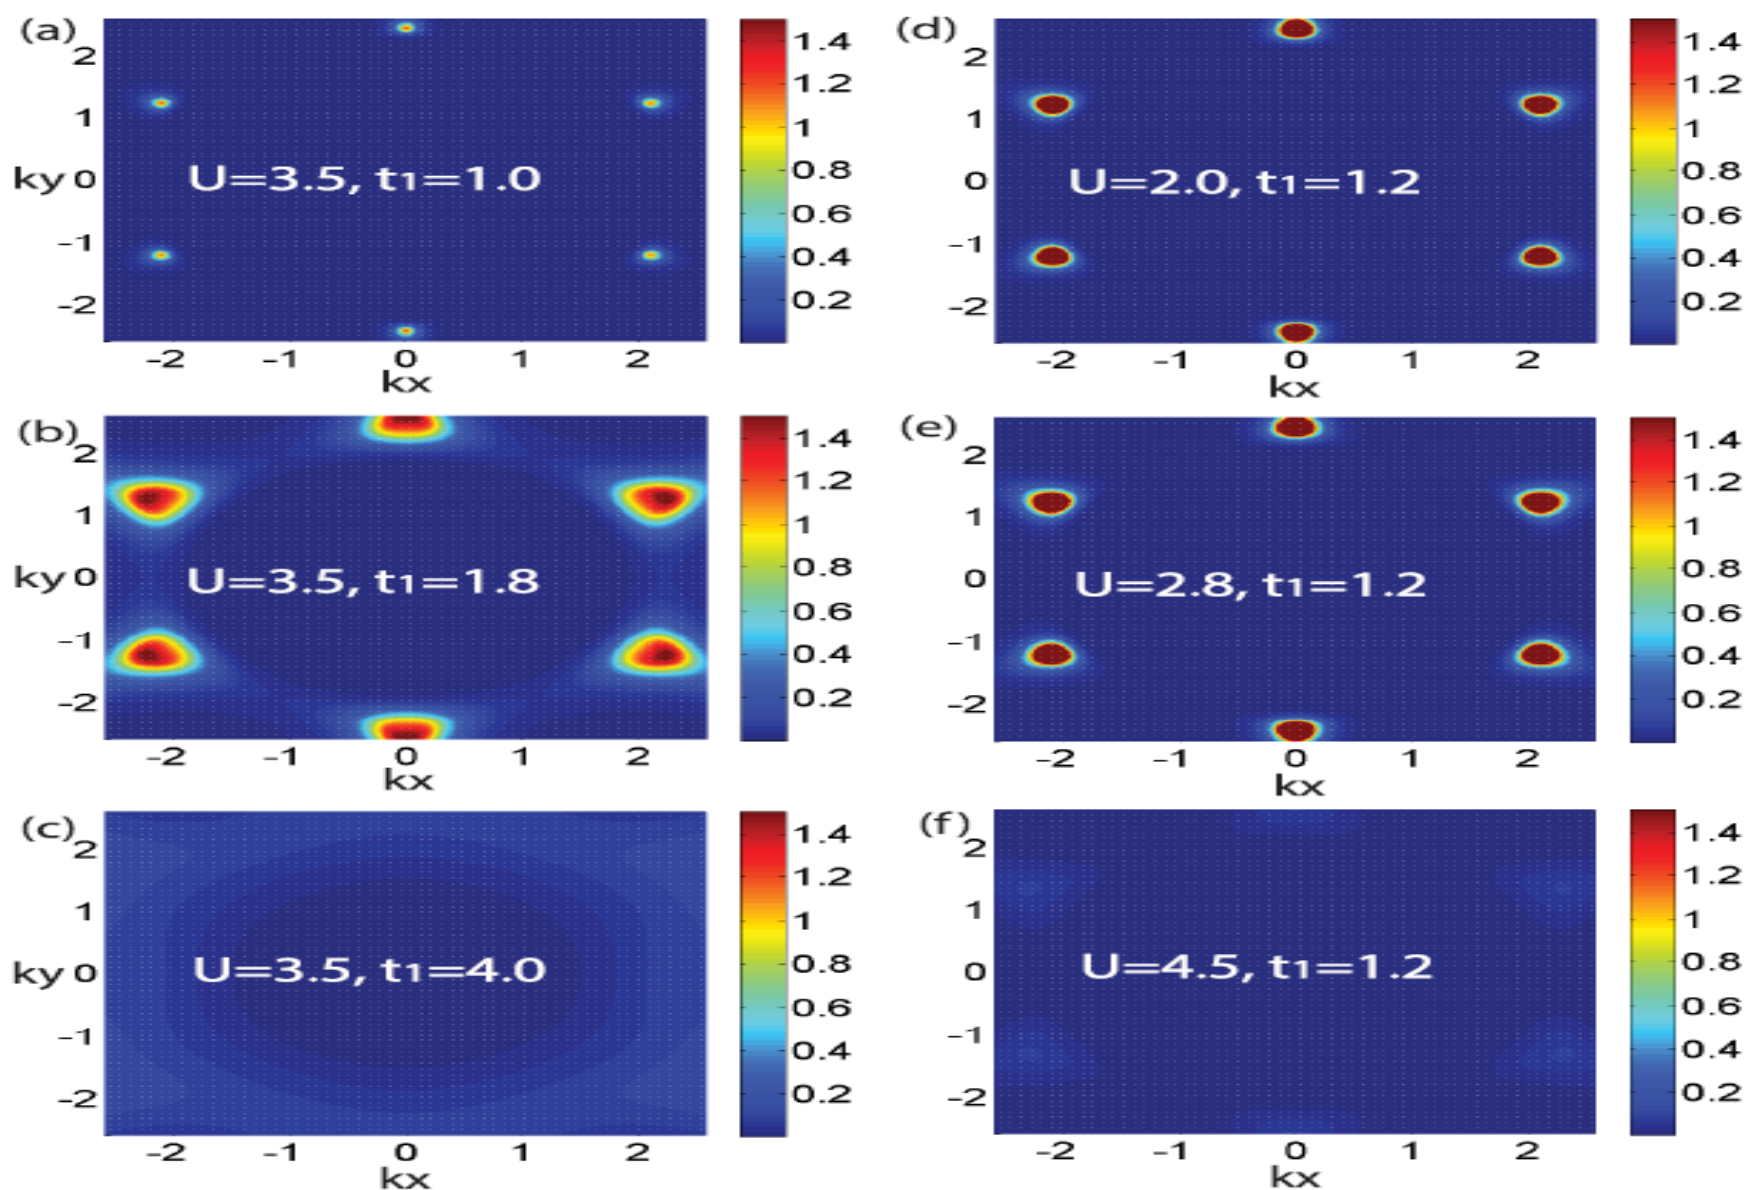 (a)
2
1
ky 0
-1
-2
U=3.5, t1=1.0
-2 -1 0 1 2
kx
1.4
1.2
1
0.8
0.6
0.4
0.2
(d)
2
1
0
-1
-2
U=2.0, t1=1.2
-2 -1 0 1 2
kx
1.4
1.2
1
0.8
0.6
0.4
0.2
(b)
2
1
ky 0
-1
-2
U=3.5, t1=1.8
-2 -1 0 1 2
kx
1.4
1.2
1
0.8
0.6
0.4
0.2
(e)
2
1
0
-1
-2
U=2.8, t1=1.2
-2 -1 0 1 2
kx
1.4
1.2
1
0.8
0.6
0.4
0.2
(c)
2
1
ky 0
-1
-2
U=3.5, t1=4.0
-2 -1 0 1 2
kx
1.4
1.2
1
0.8
0.6
0.4
0.2
(f)
2
1
0
-1
-2
U=4.5, t1=1.2
-2 -1 0 1 2
kx
1.4
1.2
1
0.8
0.6
0.4
0.2